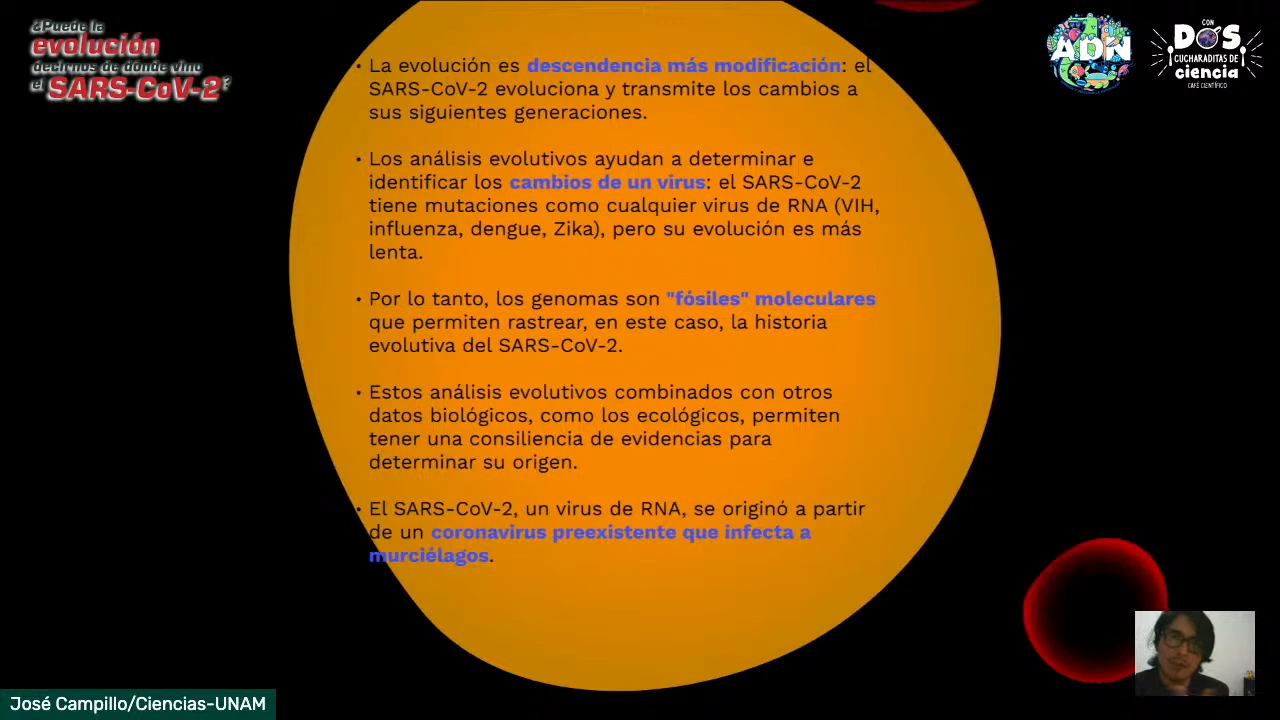 ¿Puede la
evolución
decirnos de dónde vino
el SARS-CoV-2?
ADN
CON
DOS
CUCHARADITAS DE
ciencia
CAFÉ CIENTÍFICO
• La evolución es descendencia más modificación: el
SARS-CoV-2 evoluciona y transmite los cambios a
sus siguientes generaciones.
• Los análisis evolutivos ayudan a determinar e
identificar los cambios de un virus: el SARS-CoV-2
tiene mutaciones como cualquier virus de RNA (VIH,
influenza, dengue, Zika), pero su evolución es más
lenta.
• Por lo tanto, los genomas son "fósiles" moleculares
que permiten rastrear, en este caso, la historia
evolutiva del SARS-CoV-2.
• Estos análisis evolutivos combinados con otros
datos biológicos, como los ecológicos, permiten
tener una consiliencia de evidencias para
determinar su origen.
• El SARS-CoV-2, un virus de RNA, se originó a partir
de un coronavirus preexistente que infecta a
murciélagos.
José Campillo/Ciencias-UNAM